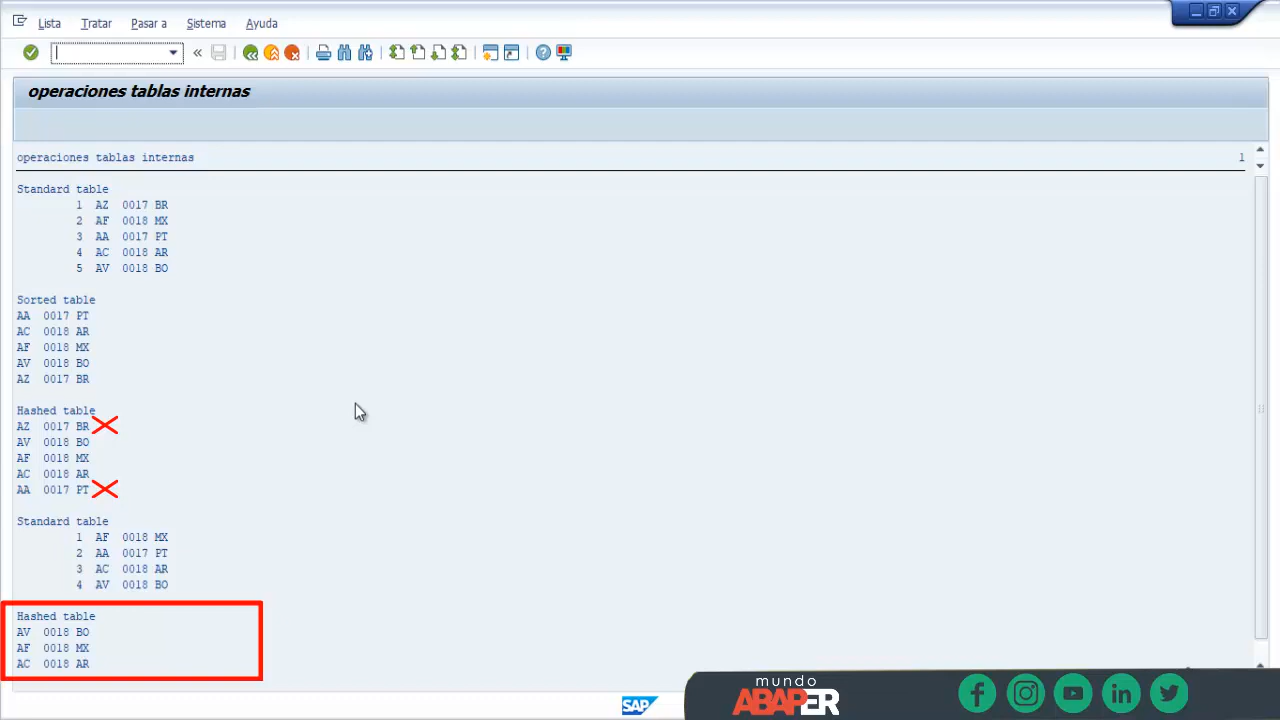 Lista Tratar Pasar a Sistema Ayuda
operaciones tablas internas
operaciones tablas internas 1
Standard table
1 AZ 0017 BR
2 AF 0018 MX
3 AA 0017 PT
4 AC 0018 AR
5 AV 0018 BO
Sorted table
AA 0017 PT
AC 0018 AR
AF 0018 MX
AV 0018 BO
AZ 0017 BR
Hashed table
AZ 0017 BR
AV 0018 BO
AF 0018 MX
AC 0018 AR
AA 0017 PT
Standard table
1 AF 0018 MX
2 AA 0017 PT
3 AC 0018 AR
4 AV 0018 BO
Hashed table
AV 0018 BO
AF 0018 MX
AC 0018 AR
SAP
mundo
ABAPER